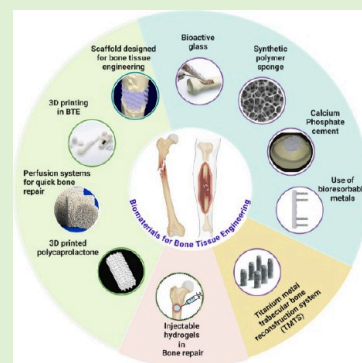 Bioactive
glass
Synthetic
polymer
sponge
Calcium
Phosphate
cement
Use of
bioresorbable
metals
Titanium metal
trabecular bone
reconstruction system
(TMTS)
Injectable
hydrogels
in
Bone repair
3D printed
polycaprolactone
Perfusion systems
for quick bone
repair
3D printing
in BTE
Scaffold designed
for bone tissue
engineering
Biomaterials for Bone Tissue Engineering